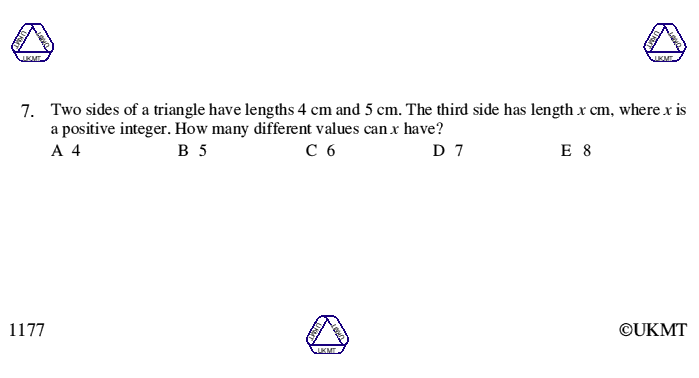 UKMT UKMT UKMT
UKMT UKMT UKMT
7. Two sides of a triangle have lengths 4 cm and 5 cm. The third side has length x cm, where x is
a positive integer. How many different values can x have?
A 4 B 5 C 6 D 7 E 8
1177
UKMT UKMT UKMT
©UKMT